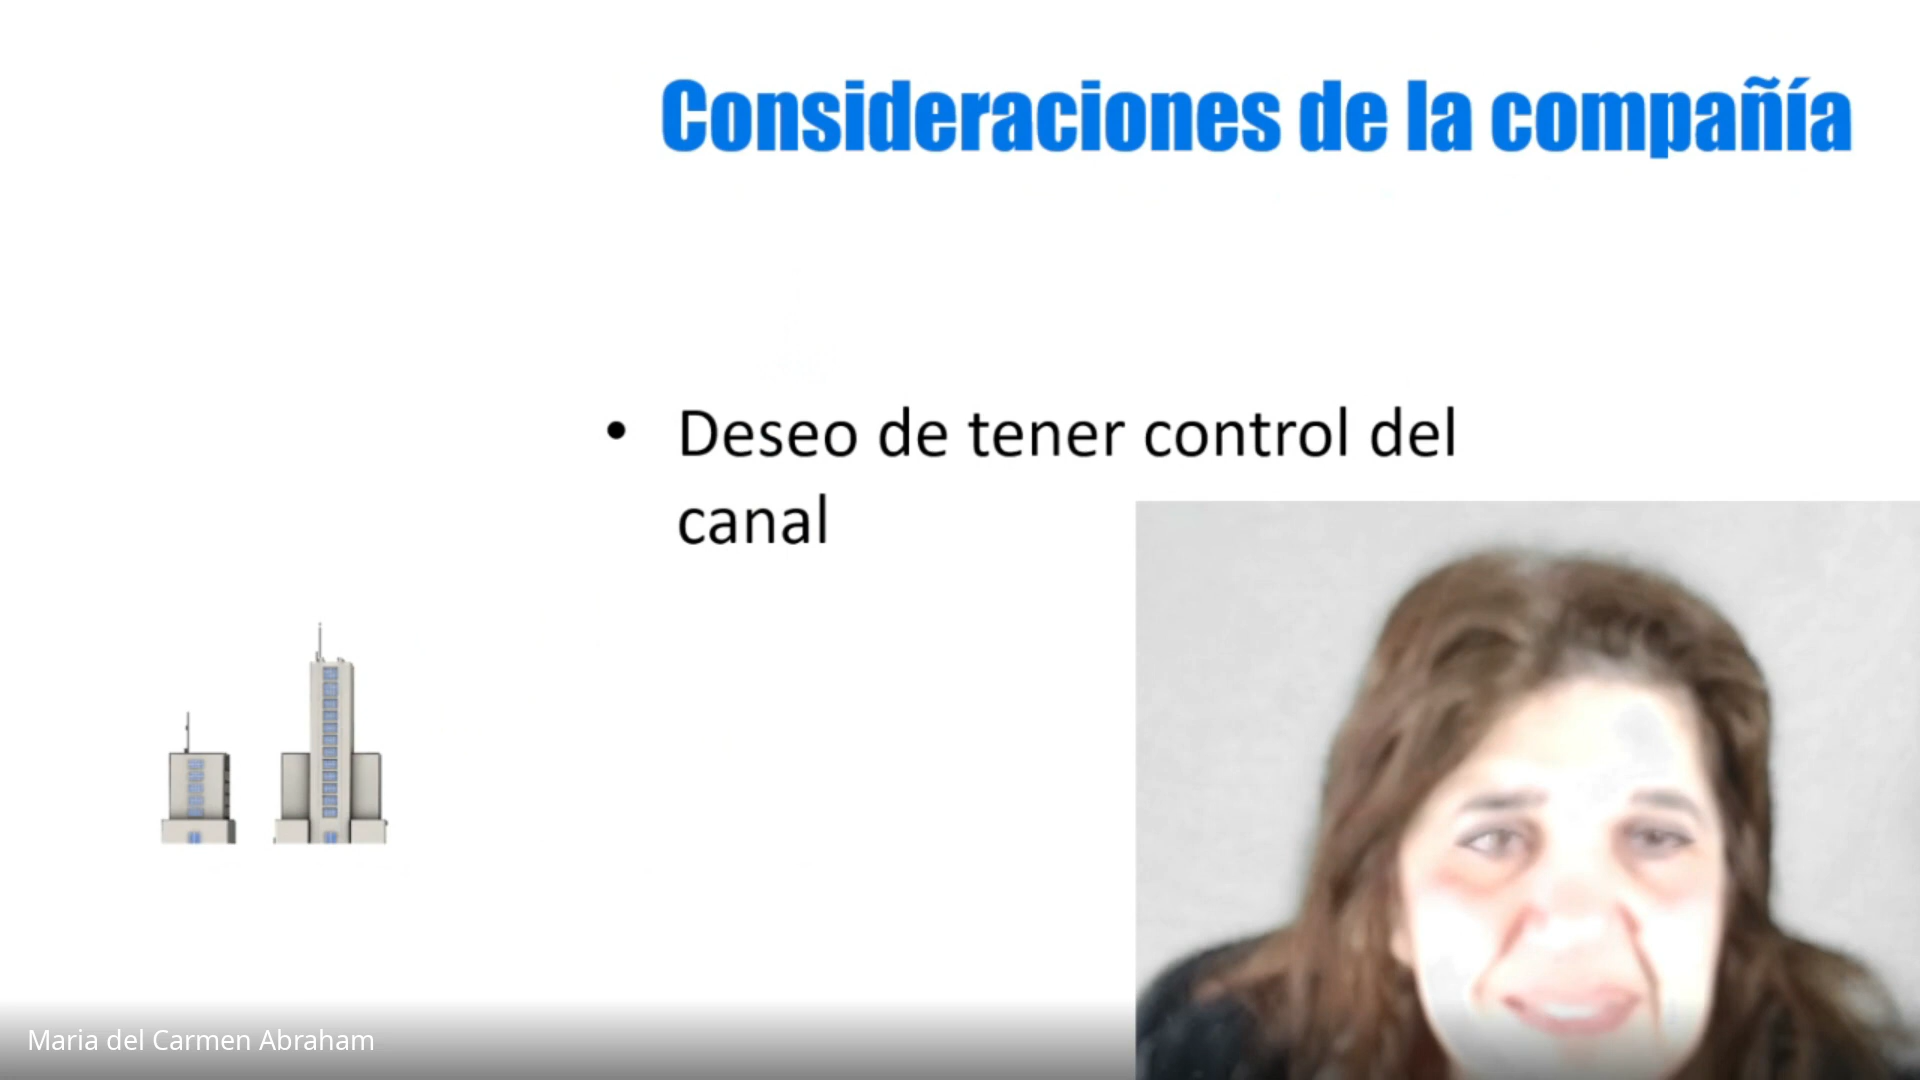 Consideraciones de la compañía
• Deseo de tener control del
canal
Maria del Carmen Abraham